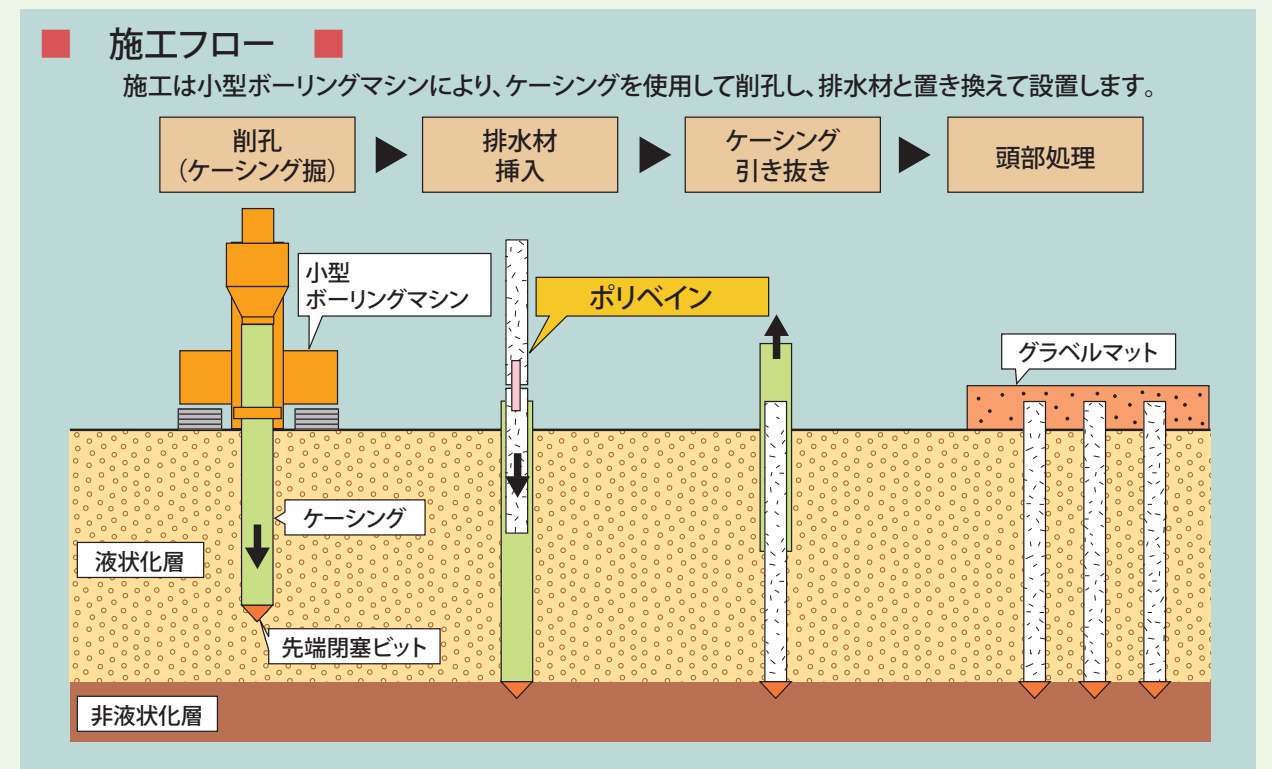 ■ 施工フロー ■
施工は小型ボーリングマシンにより、ケーシングを使用して削孔し、排水材と置き換えて設置します。
削孔
（ケーシング掘）
排水材
挿入
ケーシング
引き抜き
頭部処理
小型
ボーリングマシン
ポリベイン
グラベルマット
ケーシング
液状化層
先端閉塞ビット
非液状化層